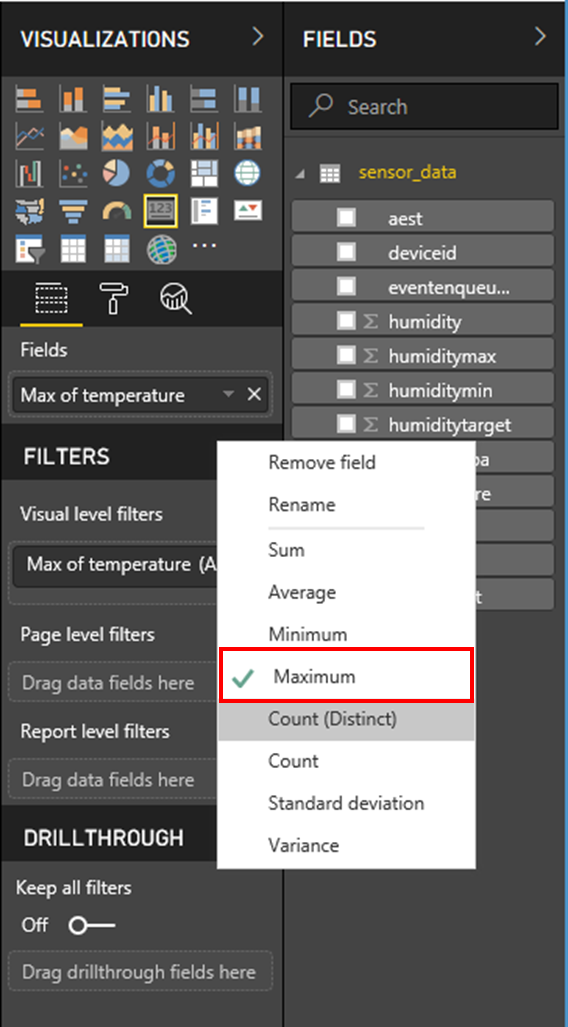 VISUALIZATIONS
123
Fields
Max of temperature
FILTERS
Visual level filters
Max of temperature (A
Page level filters
Drag data fields here
Report level filters
Drag data fields here
DRILLTHROUGH
Keep all filters
Off
Drag drillthrough fields here
FIELDS
Search
sensor_data
aest
deviceid
eventenqueu...
Σ humidity
Σ humiditymax
Σ humiditymin
Σ humiditytarget
pa
re
t
Remove field
Rename
Sum
Average
Minimum
Maximum
Count (Distinct)
Count
Standard deviation
Variance